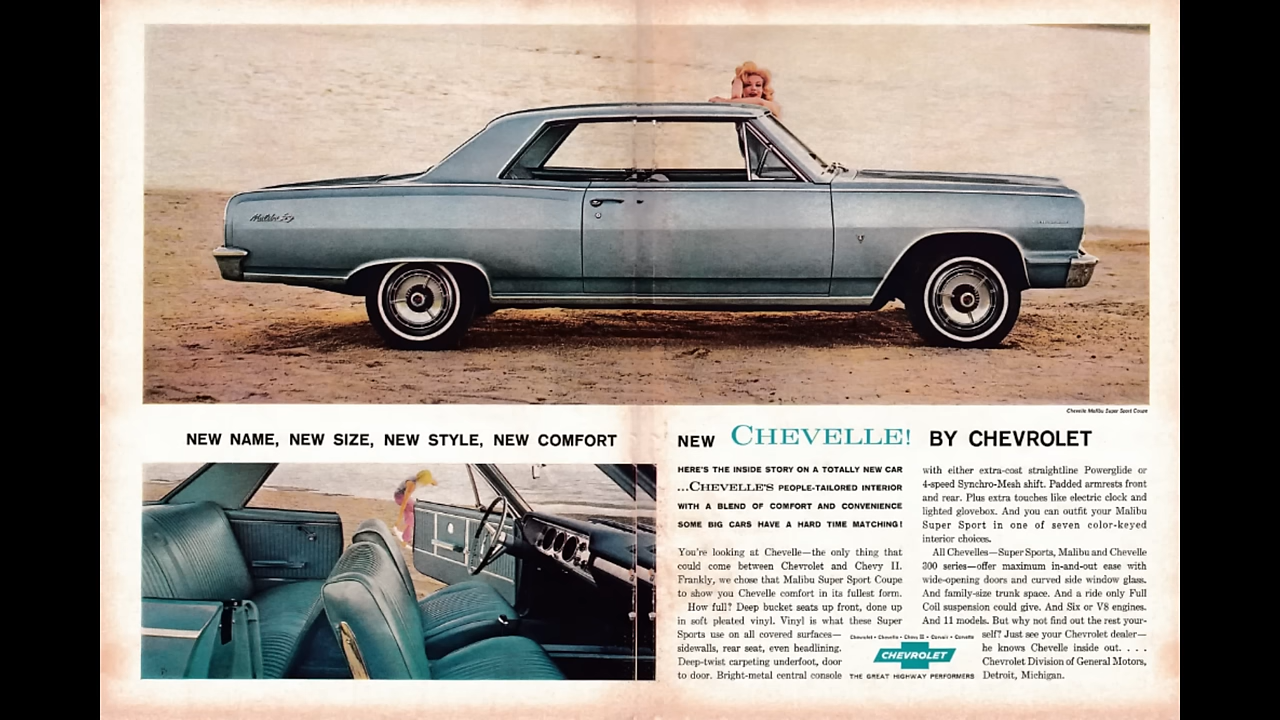 Malibu SS
Chevelle Malibu Super Sport Coupe
NEW NAME, NEW SIZE, NEW STYLE, NEW COMFORT
NEW CHEVELLE! BY CHEVROLET
HERE'S THE INSIDE STORY ON A TOTALLY NEW CAR
...CHEVELLE'S PEOPLE-TAILORED INTERIOR
WITH A BLEND OF COMFORT AND CONVENIENCE
SOME BIG CARS HAVE A HARD TIME MATCHING!
You're looking at Chevelle—the only thing that
could come between Chevrolet and Chevy II.
Frankly, we chose that Malibu Super Sport Coupe
to show you Chevelle comfort in its fullest form.
How full? Deep bucket seats up front, done up
in soft pleated vinyl. Vinyl is what these Super
Sports use on all covered surfaces—
sidewalls, rear seat, even headlining.
Deep-twist carpeting underfoot, door
to door. Bright-metal central console
with either extra-cost straightline Powerglide or
4-speed Synchro-Mesh shift. Padded armrests front
and rear. Plus extra touches like electric clock and
lighted glovebox. And you can outfit your Malibu
Super Sport in one of seven color-keyed
interior choices.
All Chevelles—Super Sports, Malibu and Chevelle
300 series—offer maximum in-and-out ease with
wide-opening doors and curved side window glass.
And family-size trunk space. And a ride only Full
Coil suspension could give. And Six or V8 engines.
And 11 models. But why not find out the rest your-
self? Just see your Chevrolet dealer—
he knows Chevelle inside out. . . .
Chevrolet Division of General Motors,
Detroit, Michigan.
Chevrolet • Chevelle • Chevy II • Corvair • Corvette
CHEVROLET
THE GREAT HIGHWAY PERFORMERS